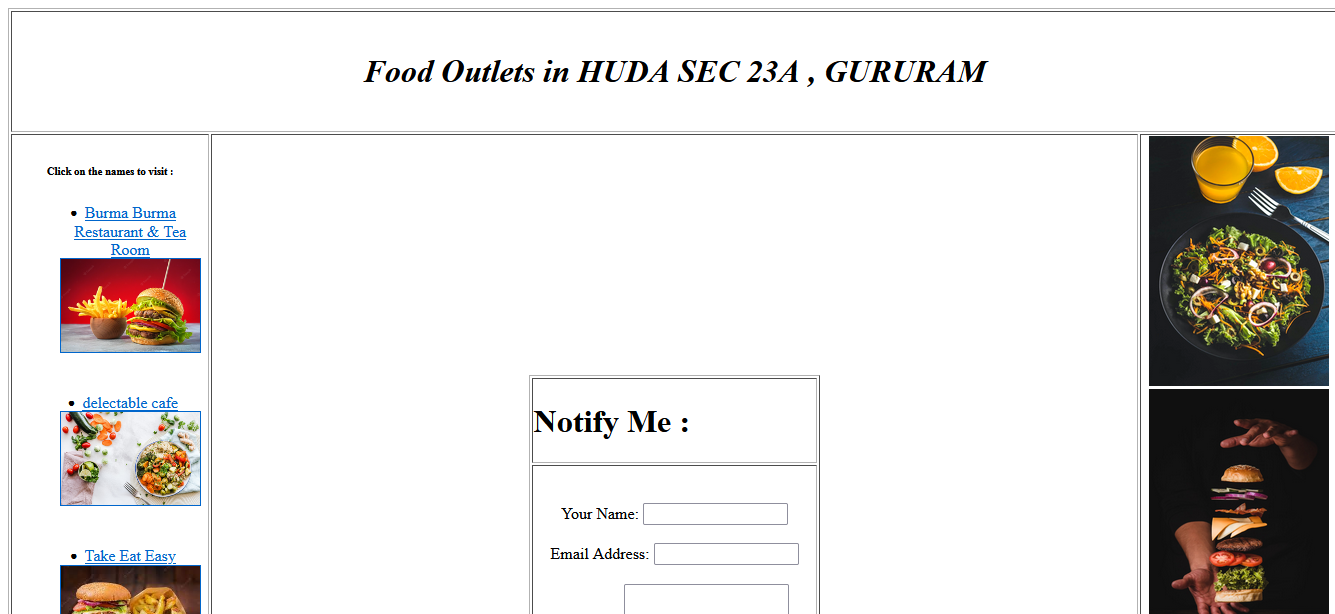 Food Outlets in HUDA SEC 23A , GURURAM
Click on the names to visit :
Burma Burma
Restaurant & Tea
Room
delectable cafe
Take Eat Easy
Notify Me :
Your Name:
Email Address: